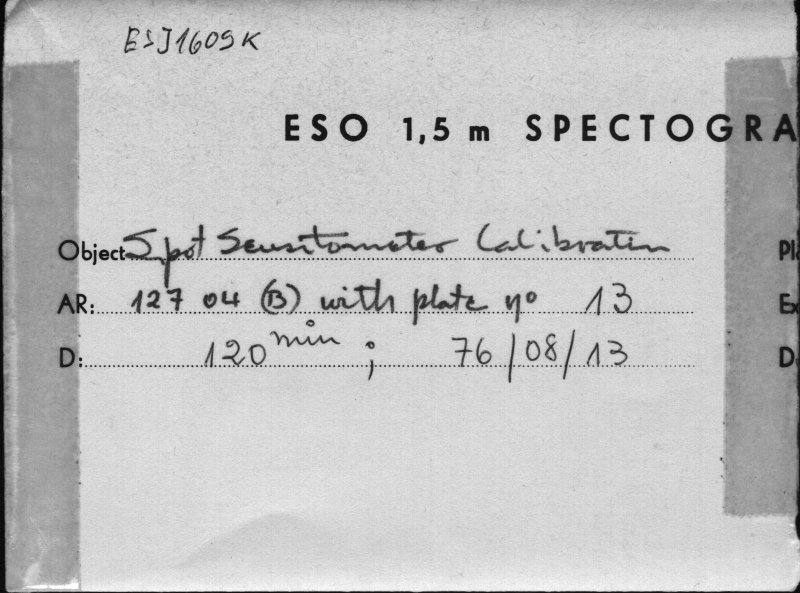 ESJ1609K
ESO 1,5 m SPECTOGRA
Object Spot Sensitometer Calibration Pla
AR: 127 04 (B) with plate nº 13 Ex
D: 120 min ; 76/08/13 D